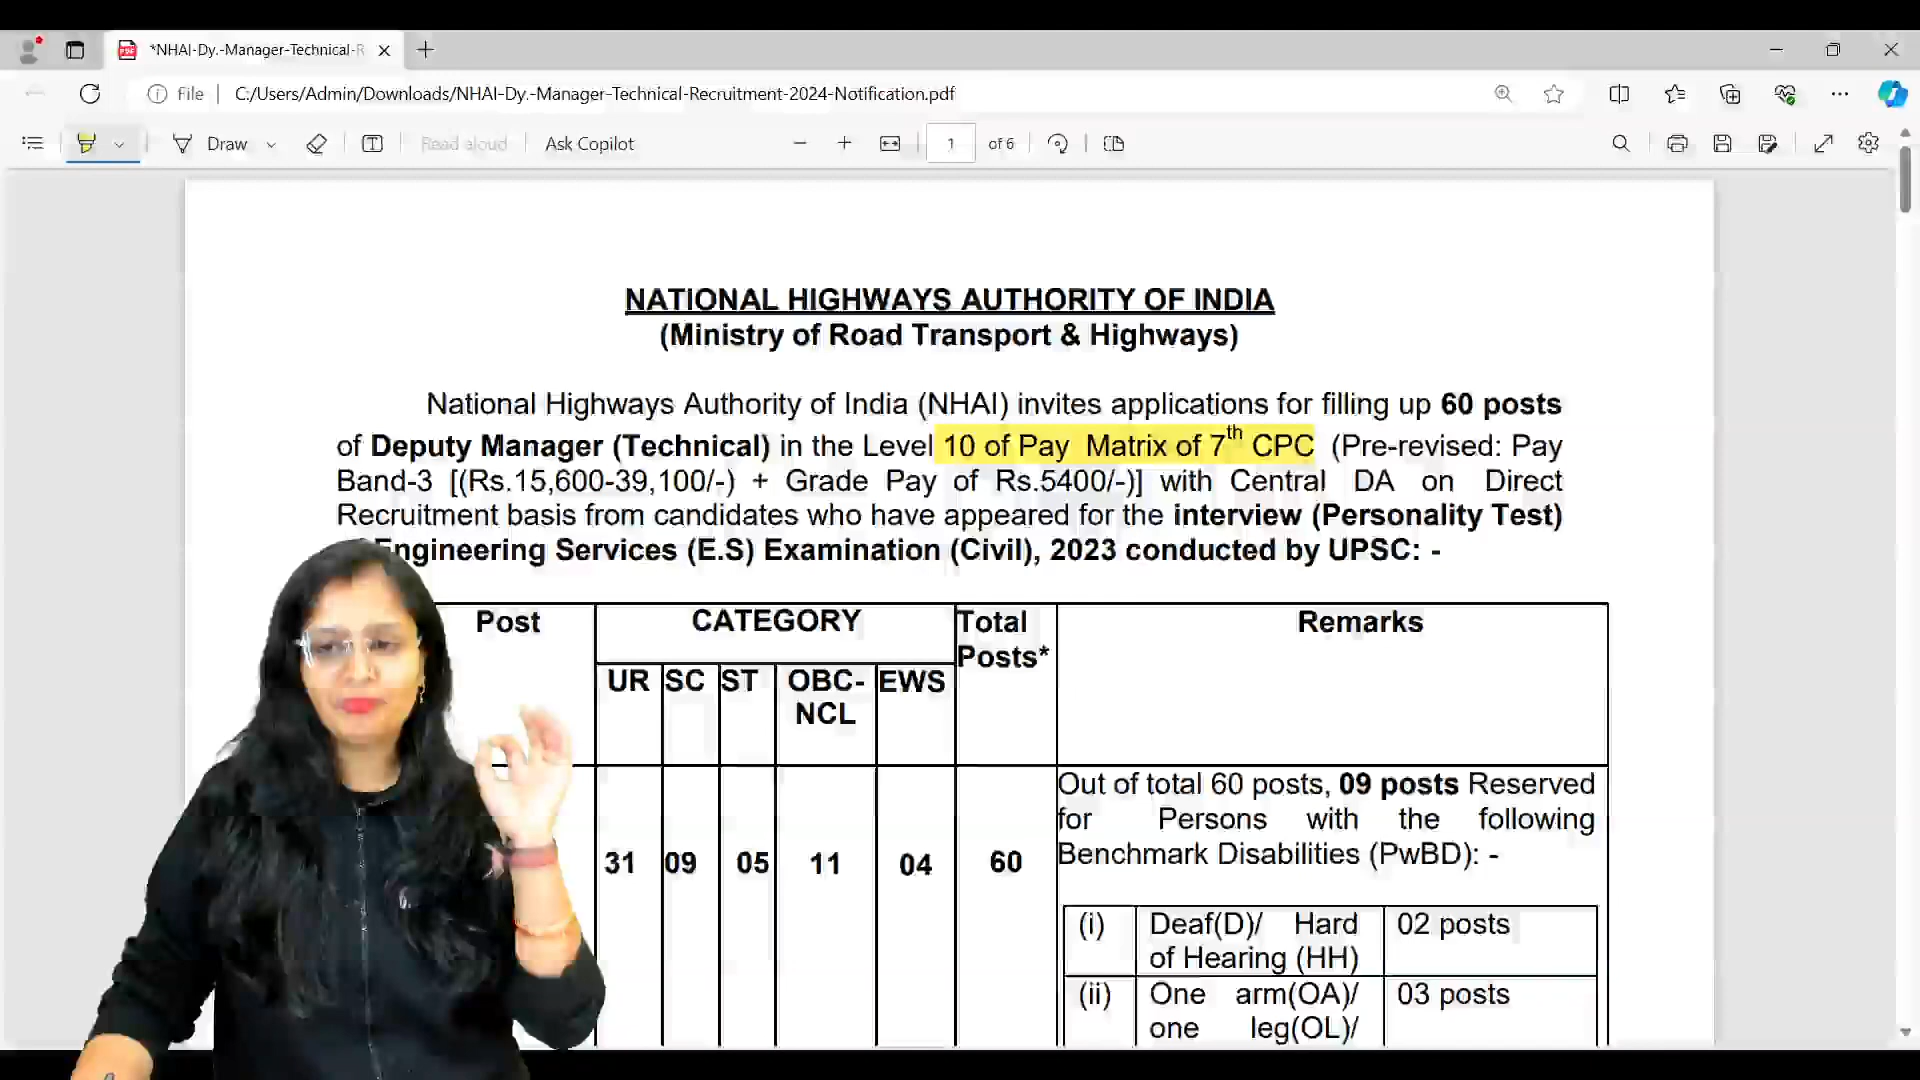 *NHAI-Dy.-Manager-Technical-R
File
C:/Users/Admin/Downloads/NHAI-Dy.-Manager-Technical-Recruitment-2024-Notification.pdf
Draw
Read aloud
Ask Copilot
1
of 6
NATIONAL HIGHWAYS AUTHORITY OF INDIA
(Ministry of Road Transport & Highways)
National Highways Authority of India (NHAI) invites applications for filling up 60 posts
of Deputy Manager (Technical) in the Level 10 of Pay Matrix of 7th CPC (Pre-revised: Pay
Band-3 [(Rs.15,600-39,100/-) + Grade Pay of Rs.5400/-)] with Central DA on Direct
Recruitment basis from candidates who have appeared for the interview (Personality Test)
Engineering Services (E.S) Examination (Civil), 2023 conducted by UPSC: -
Post
CATEGORY
Total
Posts*
Remarks
UR SC ST OBC-
NCL
EWS
31 09 05 11 04 60
Out of total 60 posts, 09 posts Reserved
for Persons with the following
Benchmark Disabilities (PwBD): -
(i) Deaf(D)/ Hard
of Hearing (HH)
02 posts
(ii) One arm(OA)/
one leg(OL)/
03 posts